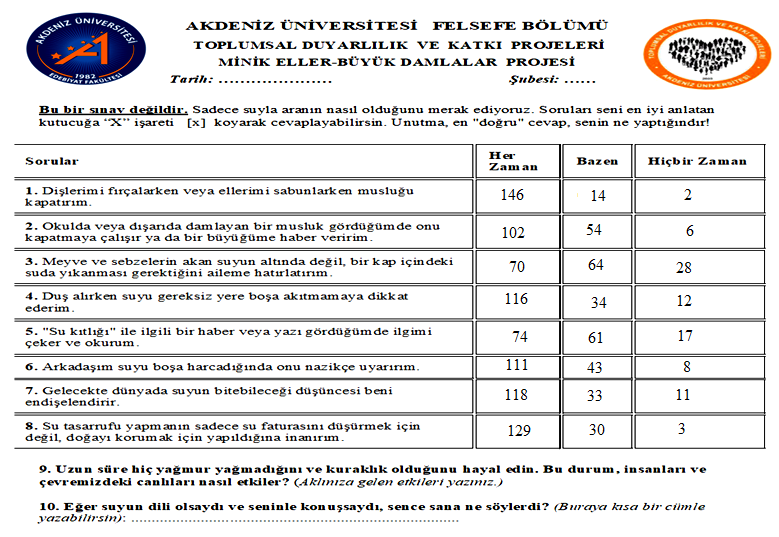 AKDENİZ ÜNİVERSİTESİ FELSEFE BÖLÜMÜ
TOPLUMSAL DUYARLILIK VE KATKI PROJELERİ
MİNİK ELLER-BÜYÜK DAMLALAR PROJESİ
Tarih: ………………… Şubesi: ……
AKDENİZ ÜNİVERSİTESİ
1982
EDEBİYAT FAKÜLTESİ
TOPLUMSAL DUYARLILIK VE KATKI PROJELERİ
AKDENİZ ÜNİVERSİTESİ
Bu bir sınav değildir. Sadece suyla aranın nasıl olduğunu merak ediyoruz. Soruları seni en iyi anlatan
kutucuğa “X” işareti [x] koyarak cevaplayabilirsin. Unutma, en "doğru" cevap, senin ne yaptığındır!
Sorular Her Zaman Bazen Hiçbir Zaman
1. Dişlerimi fırçalarken veya ellerimi sabunlarken musluğu
kapatırım. 146 14 2
2. Okulda veya dışarıda damlayan bir musluk gördüğümde onu
kapatmaya çalışır ya da bir büyüğüme haber veririm. 102 54 6
3. Meyve ve sebzelerin akan suyun altında değil, bir kap içindeki
suda yıkanması gerektiğini aileme hatırlatırım. 70 64 28
4. Duş alırken suyu gereksiz yere boşa akıtmamaya dikkat
ederim. 116 34 12
5. "Su kıtlığı" ile ilgili bir haber veya yazı gördüğümde ilgimi
çeker ve okurum. 74 61 17
6. Arkadaşım suyu boşa harcadığında onu nazikçe uyarırım. 111 43 8
7. Gelecekte dünyada suyun bitebileceği düşüncesi beni
endişelendirir. 118 33 11
8. Su tasarrufu yapmanın sadece su faturasını düşürmek için
değil, doğayı korumak için yapıldığına inanırım. 129 30 3
9. Uzun süre hiç yağmur yağmadığını ve kuraklık olduğunu hayal edin. Bu durum, insanları ve
çevremizdeki canlıları nasıl etkiler? (Aklınıza gelen etkileri yazınız.)
10. Eğer suyun dili olsaydı ve seninle konuşsaydı, sence sana ne söylerdi? (Buraya kısa bir cümle
yazabilirsin): ………………………………………………………